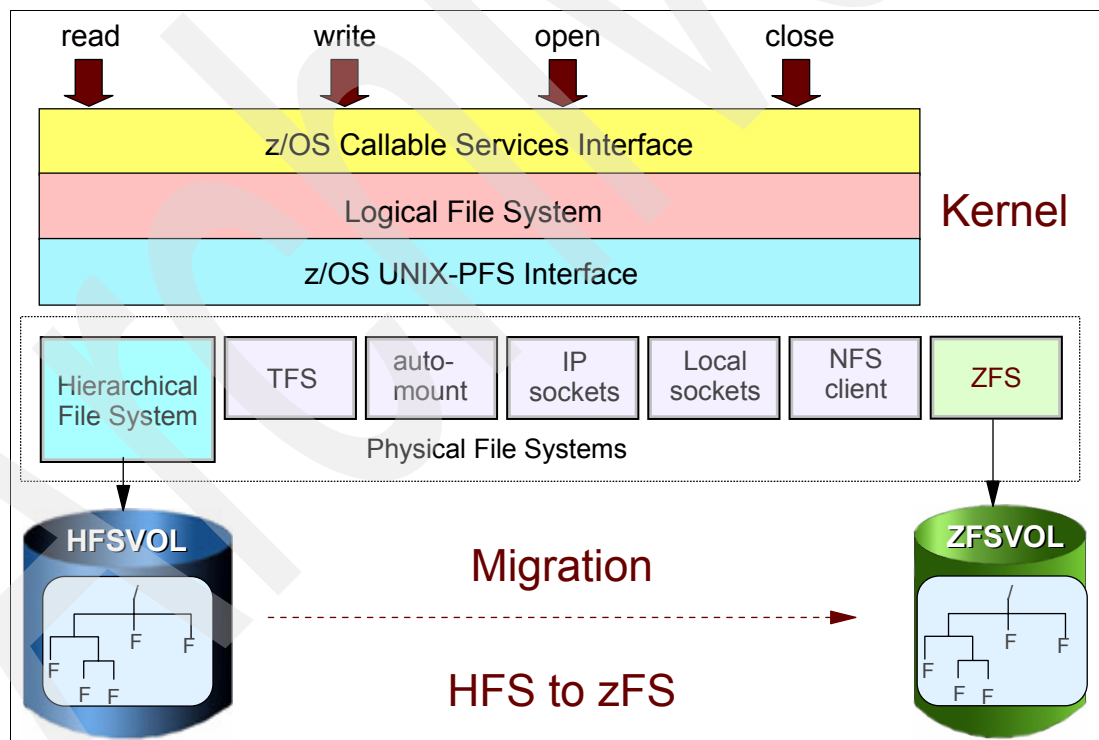 read write open close
z/OS Callable Services Interface
Logical File System
Kernel
z/OS UNIX-PFS Interface
Hierarchical
File System
TFS
auto-
mount
IP
sockets
Local
sockets
NFS
client
ZFS
Physical File Systems
HFSVOL
/
F
F
F
F F
ZFSVOL
/
F
F
F
F F
Migration
HFS to zFS